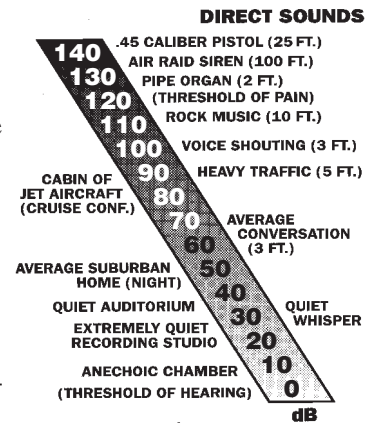 DIRECT SOUNDS
140 .45 CALIBER PISTOL (25 FT.)
AIR RAID SIREN (100 FT.)
130 PIPE ORGAN (2 FT.)
120 (THRESHOLD OF PAIN)
110 ROCK MUSIC (10 FT.)
100 VOICE SHOUTING (3 FT.)
90 HEAVY TRAFFIC (5 FT.)
CABIN OF
JET AIRCRAFT
(CRUISE CONF.)
80
70
AVERAGE
CONVERSATION
(3 FT.)
60
AVERAGE SUBURBAN
HOME (NIGHT)
50
40
QUIET AUDITORIUM
30
QUIET
WHISPER
EXTREMELY QUIET
RECORDING STUDIO
20
10
ANECHOIC CHAMBER
(THRESHOLD OF HEARING) 0
dB